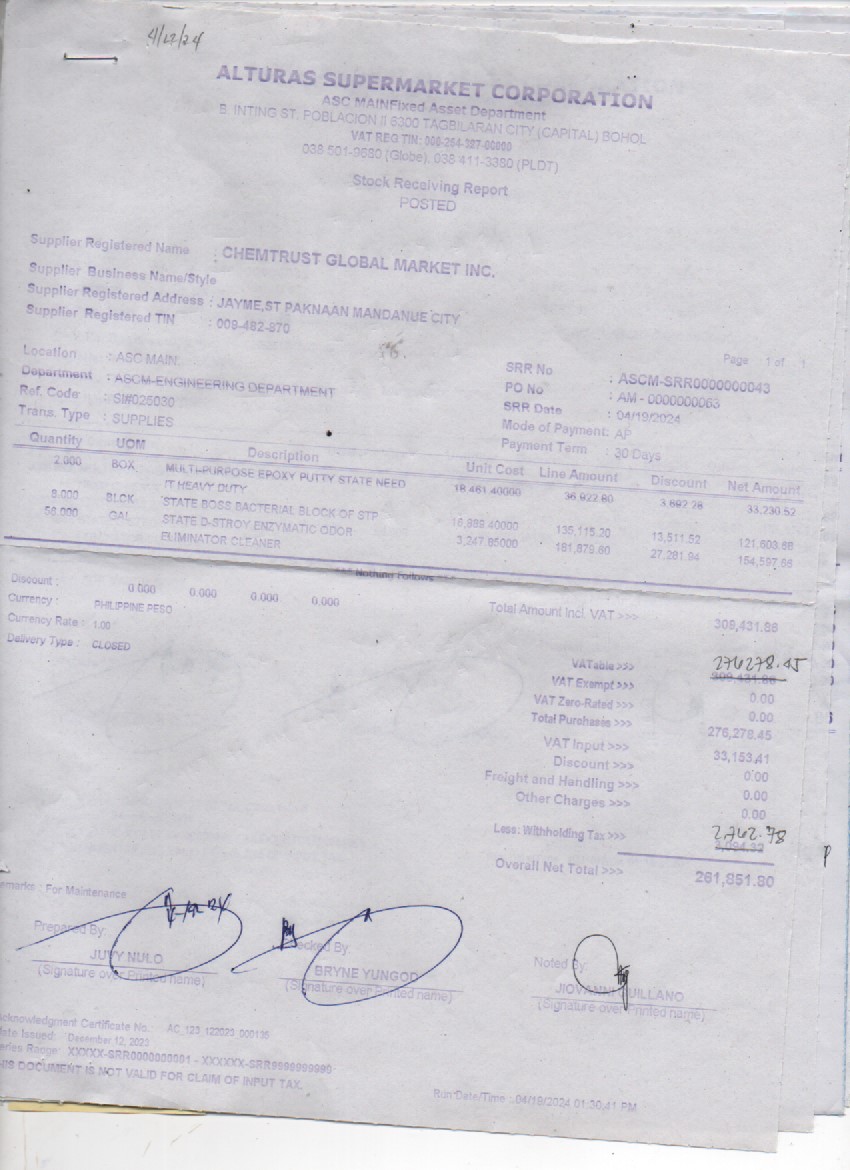 4/12/24
ALTURAS SUPERMARKET CORPORATION
ASC MAINFixed Asset Department
B. INTING ST. POBLACION II 6300 TAGBILARAN CITY (CAPITAL) BOHOL
VAT REG TIN: 000-254-327-00000
038 501-9680 (Globe), 038 411-3380 (PLDT)
Stock Receiving Report
POSTED
Supplier Registered Name : CHEMTRUST GLOBAL MARKET INC.
Supplier Business Name/Style
Supplier Registered Address : JAYME,ST PAKNAAN MANDANUE CITY
Supplier Registered TIN : 009-482-870
Page 1 of 1
Location : ASC MAIN.
Department : ASCM-ENGINEERING DEPARTMENT
Ref. Code : SI#025030
Trans. Type : SUPPLIES
SRR No : ASCM-SRR0000000043
PO No : AM - 0000000063
SRR Date : 04/19/2024
Mode of Payment: AP
Payment Term : 30 Days
Quantity UOM Description Unit Cost Line Amount Discount Net Amount
2.000 BOX MULTI-PURPOSE EPOXY PUTTY STATE NEED 18,461.40000 36,922.80 3,692.28 33,230.52
IT HEAVY DUTY
8.000 BLCK STATE BOSS BACTERIAL BLOCK OF STP 16,889.40000 135,115.20 13,511.52 121,603.68
56.000 GAL STATE D-STROY ENZYMATIC ODOR 3,247.85000 181,879.60 27,281.94 154,597.66
ELIMINATOR CLEANER
*** Nothing Follows ***
Discount : 0.000 0.000 0.000 0.000
Currency : PHILIPPINE PESO
Currency Rate : 1.00
Delivery Type : CLOSED
Total Amount Incl. VAT >>> 309,431.86
276278.45
VATable >>> 309,431.86
VAT Exempt >>> 0.00
VAT Zero-Rated >>> 0.00
Total Purchases >>> 276,278.45
VAT Input >>> 33,153.41
Discount >>> 0.00
Freight and Handling >>> 0.00
Other Charges >>> 0.00
2,762.78
Less: Withholding Tax >>>
Overall Net Total >>> 261,851.80
emarks : For Maintenance
Prepared By:
JUVY NULO
(Signature over Printed name)
ecked By:
BRYNE YUNGOD
(Signature over Printed name)
Noted By
JIOVANNI QUILLANO
(Signature over Printed name)
cknowledgment Certificate No.: AC_123_122023_000135
ate Issued: December 12, 2023
eries Range: XXXXX-SRR0000000001 - XXXXXX-SRR9999999999
HIS DOCUMENT IS NOT VALID FOR CLAIM OF INPUT TAX.
Run Date/Time : 04/19/2024 01:30:41 PM